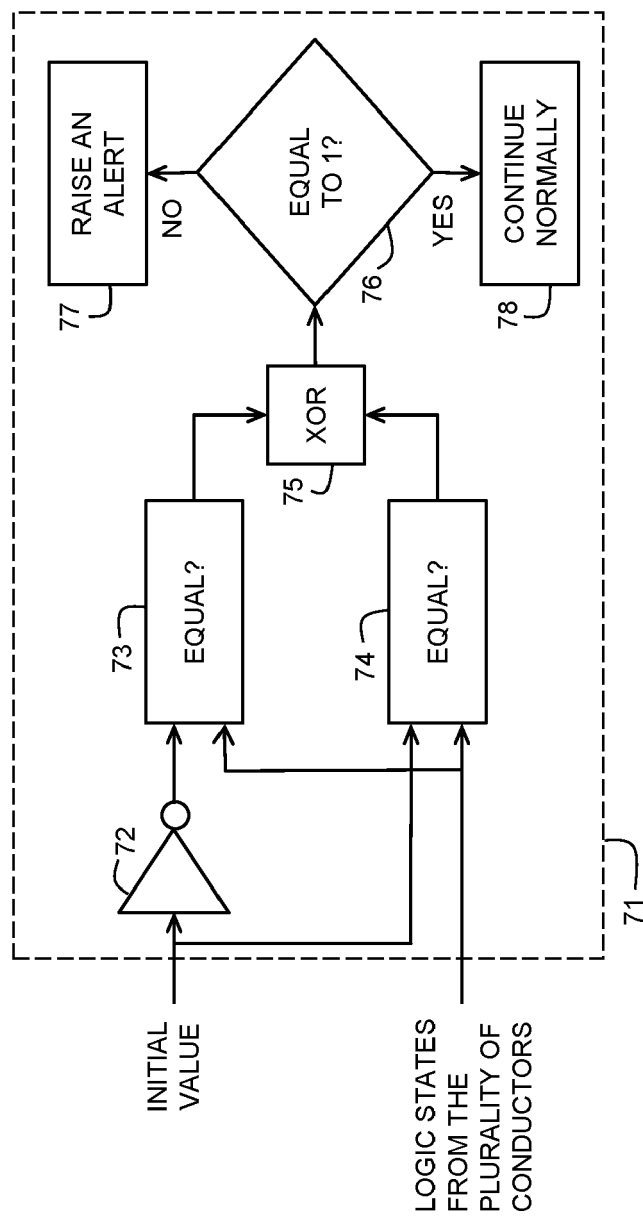 INITIAL
VALUE
LOGIC STATES
FROM THE
PLURALITY OF
CONDUCTORS
71
72
73
EQUAL?
74
EQUAL?
75
XOR
76
EQUAL
TO 1?
NO
YES
77
RAISE AN
ALERT
78
CONTINUE
NORMALLY